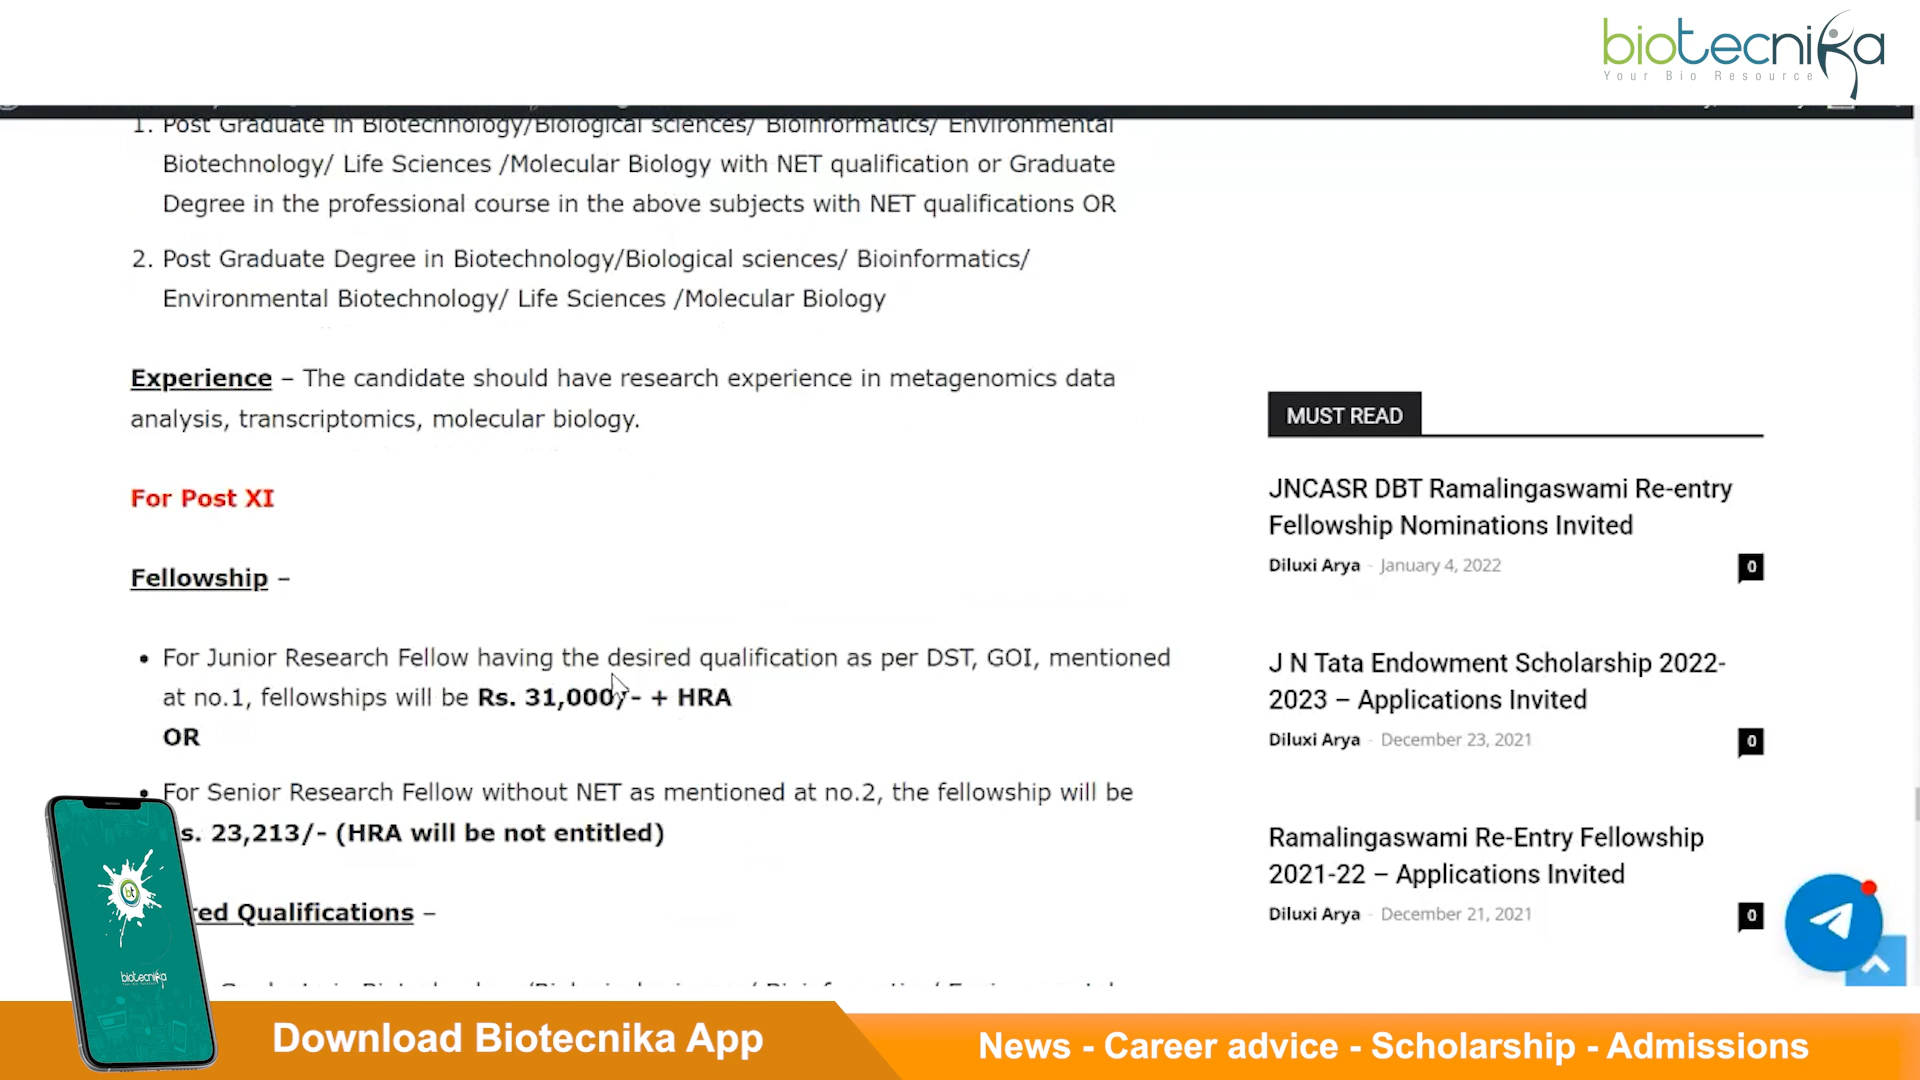 biotecnika
Your Bio Resource
1. Post Graduate in Biotechnology/Biological sciences/ Bioinformatics/ Environmental
Biotechnology/ Life Sciences /Molecular Biology with NET qualification or Graduate
Degree in the professional course in the above subjects with NET qualifications OR
2. Post Graduate Degree in Biotechnology/Biological sciences/ Bioinformatics/
Environmental Biotechnology/ Life Sciences /Molecular Biology
Experience – The candidate should have research experience in metagenomics data
analysis, transcriptomics, molecular biology.
For Post XI
Fellowship –
• For Junior Research Fellow having the desired qualification as per DST, GOI, mentioned
at no.1, fellowships will be Rs. 31,000/- + HRA
OR
• For Senior Research Fellow without NET as mentioned at no.2, the fellowship will be
s. 23,213/- (HRA will be not entitled)
red Qualifications –
MUST READ
JNCASR DBT Ramalingaswami Re-entry
Fellowship Nominations Invited
Diluxi Arya - January 4, 2022
0
J N Tata Endowment Scholarship 2022-
2023 – Applications Invited
Diluxi Arya - December 23, 2021
0
Ramalingaswami Re-Entry Fellowship
2021-22 – Applications Invited
Diluxi Arya - December 21, 2021
0
bt
biotecnika
Download Biotecnika App
News - Career advice - Scholarship - Admissions